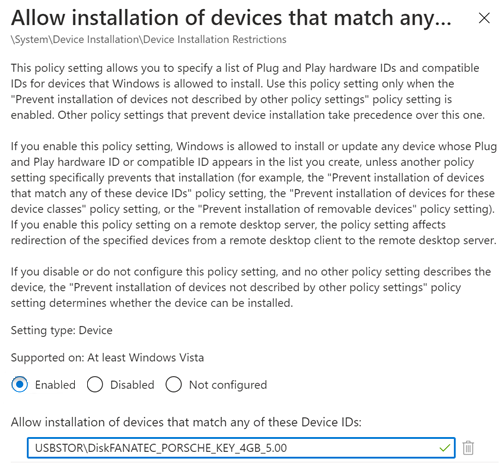 Allow installation of devices that match any...
\System\Device Installation\Device Installation Restrictions
This policy setting allows you to specify a list of Plug and Play hardware IDs and compatible
IDs for devices that Windows is allowed to install. Use this policy setting only when the
"Prevent installation of devices not described by other policy settings" policy setting is
enabled. Other policy settings that prevent device installation take precedence over this one.
If you enable this policy setting, Windows is allowed to install or update any device whose Plug
and Play hardware ID or compatible ID appears in the list you create, unless another policy
setting specifically prevents that installation (for example, the "Prevent installation of devices
that match any of these device IDs" policy setting, the "Prevent installation of devices for these
device classes" policy setting, or the "Prevent installation of removable devices" policy setting).
If you enable this policy setting on a remote desktop server, the policy setting affects
redirection of the specified devices from a remote desktop client to the remote desktop server.
If you disable or do not configure this policy setting, and no other policy setting describes the
device, the "Prevent installation of devices not described by other policy settings" policy
setting determines whether the device can be installed.
Setting type: Device
Supported on: At least Windows Vista
Enabled Disabled Not configured
Allow installation of devices that match any of these Device IDs:
USBSTOR\DiskFANATEC_PORSCHE_KEY_4GB_5.00